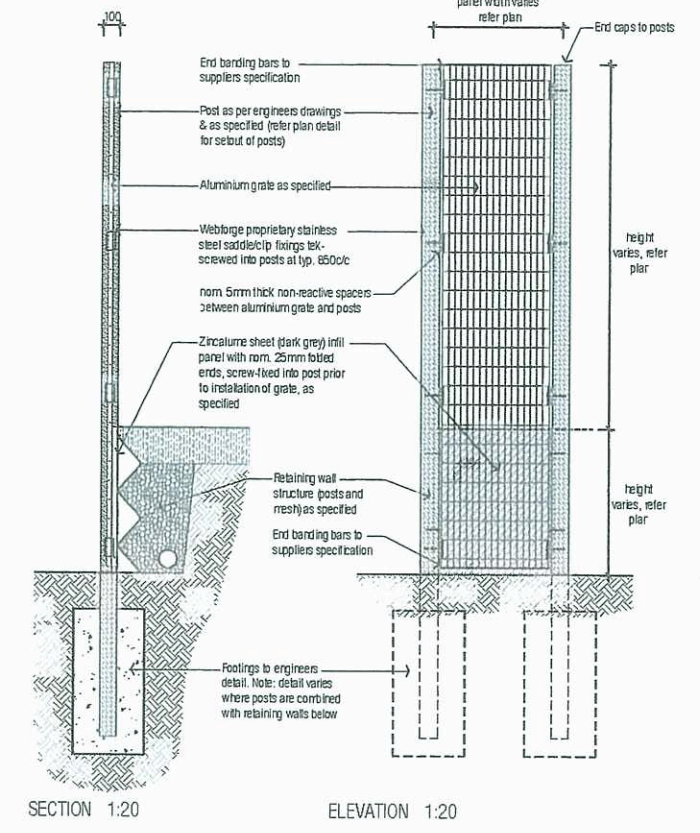 100
panel width varies
refer plan
End caps to posts
End banding bars to
suppliers specification
Post as per engineers drawings
& as specified (refer plan detail
for setout of posts)
Aluminium grate as specified
Webforge proprietary stainless
steel saddle/clip fixings tek-
screwed into posts at typ. 850c/c
nom. 5mm thick non-reactive spacers
between aluminium grate and posts
Zincalume sheet (dark grey) infil
panel with nom. 25mm folded
ends, screw-fixed into post prior
to installation of grate, as
specified
height
varies, refer
plan
Retaining wall
structure (posts and
mesh) as specified
height
varies, refer
plan
End banding bars to
suppliers specification
Footings to engineers
detail. Note: detail varies
where posts are combined
with retaining walls below
SECTION 1:20
ELEVATION 1:20